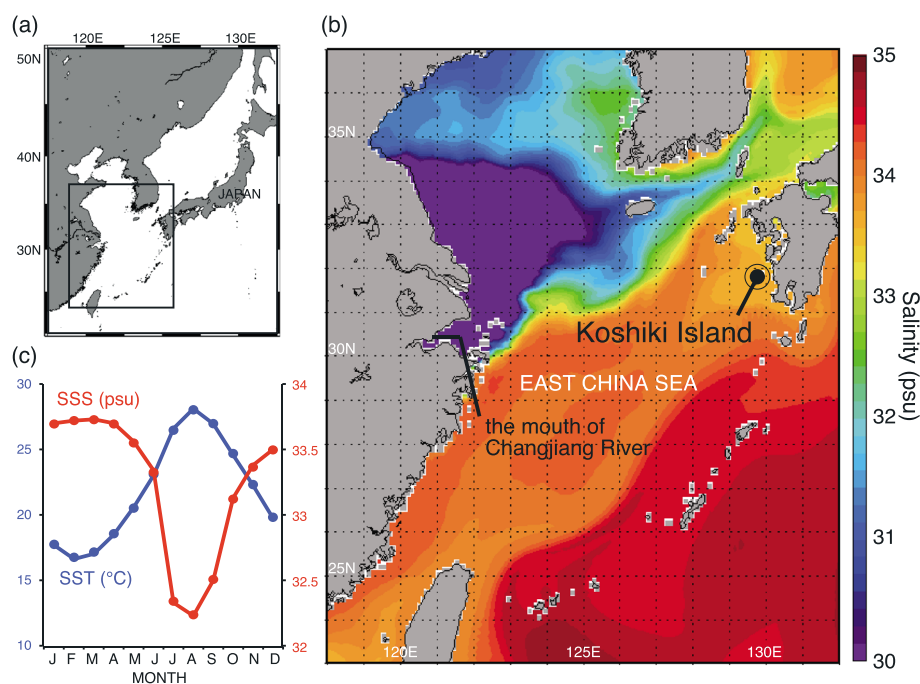 (a)
120E 125E 130E
50N
40N
30N
JAPAN
(b)
35N
30N
25N
120E 125E 130E
Koshiki Island
EAST CHINA SEA
the mouth of
Changjiang River
35
34
33
32
31
30
Salinity (psu)
(c)
30
25
20
15
10
SSS (psu)
SST (°C)
34
33.5
33
32.5
32
J F M A M J J A S O N D
MONTH